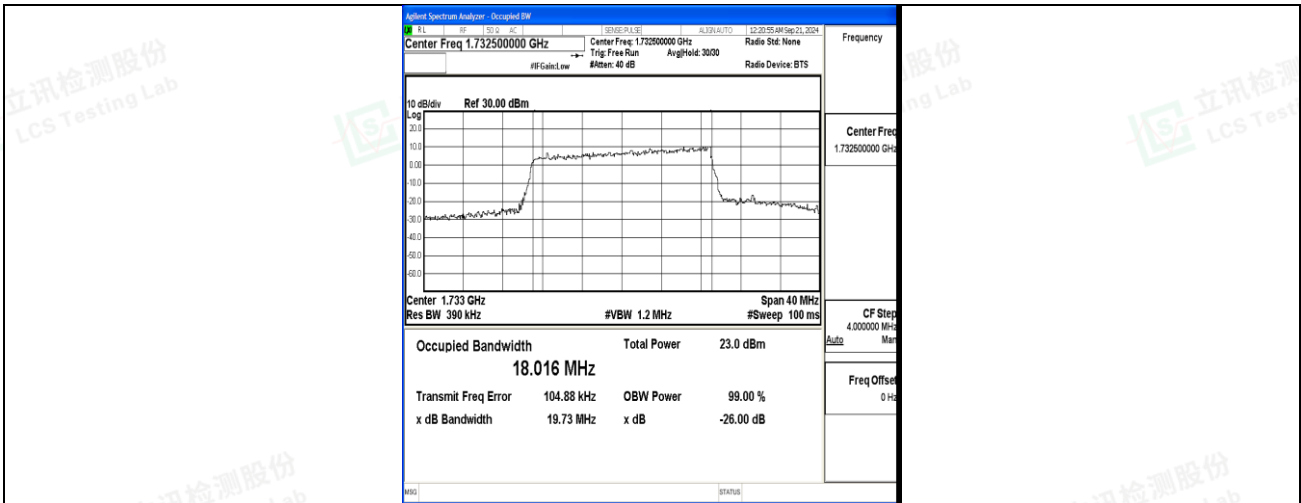 Agilent Spectrum Analyzer - Occupied BW
RL RF 50 Ω AC SENSE:PULSE ALIGN AUTO 12:20:55 AM Sep 21, 2024
Center Freq 1.732500000 GHz
Center Freq: 1.732500000 GHz
Radio Std: None
Trig: Free Run Avg|Hold: 30/30
#IFGain:Low #Atten: 40 dB Radio Device: BTS
10 dB/div Ref 30.00 dBm
Log
20.0
10.0
0.00
-10.0
-20.0
-30.0
-40.0
-50.0
-60.0
Center 1.733 GHz Span 40 MHz
Res BW 390 kHz #VBW 1.2 MHz #Sweep 100 ms
Occupied Bandwidth Total Power 23.0 dBm
18.016 MHz
Transmit Freq Error 104.88 kHz OBW Power 99.00 %
x dB Bandwidth 19.73 MHz x dB -26.00 dB
MSG STATUS
Frequency
Center Freq
1.732500000 GHz
CF Step
4.000000 MHz
Auto Man
Freq Offset
0 Hz
立讯检测股份
LCS Testing Lab
立讯检测
LCS Test